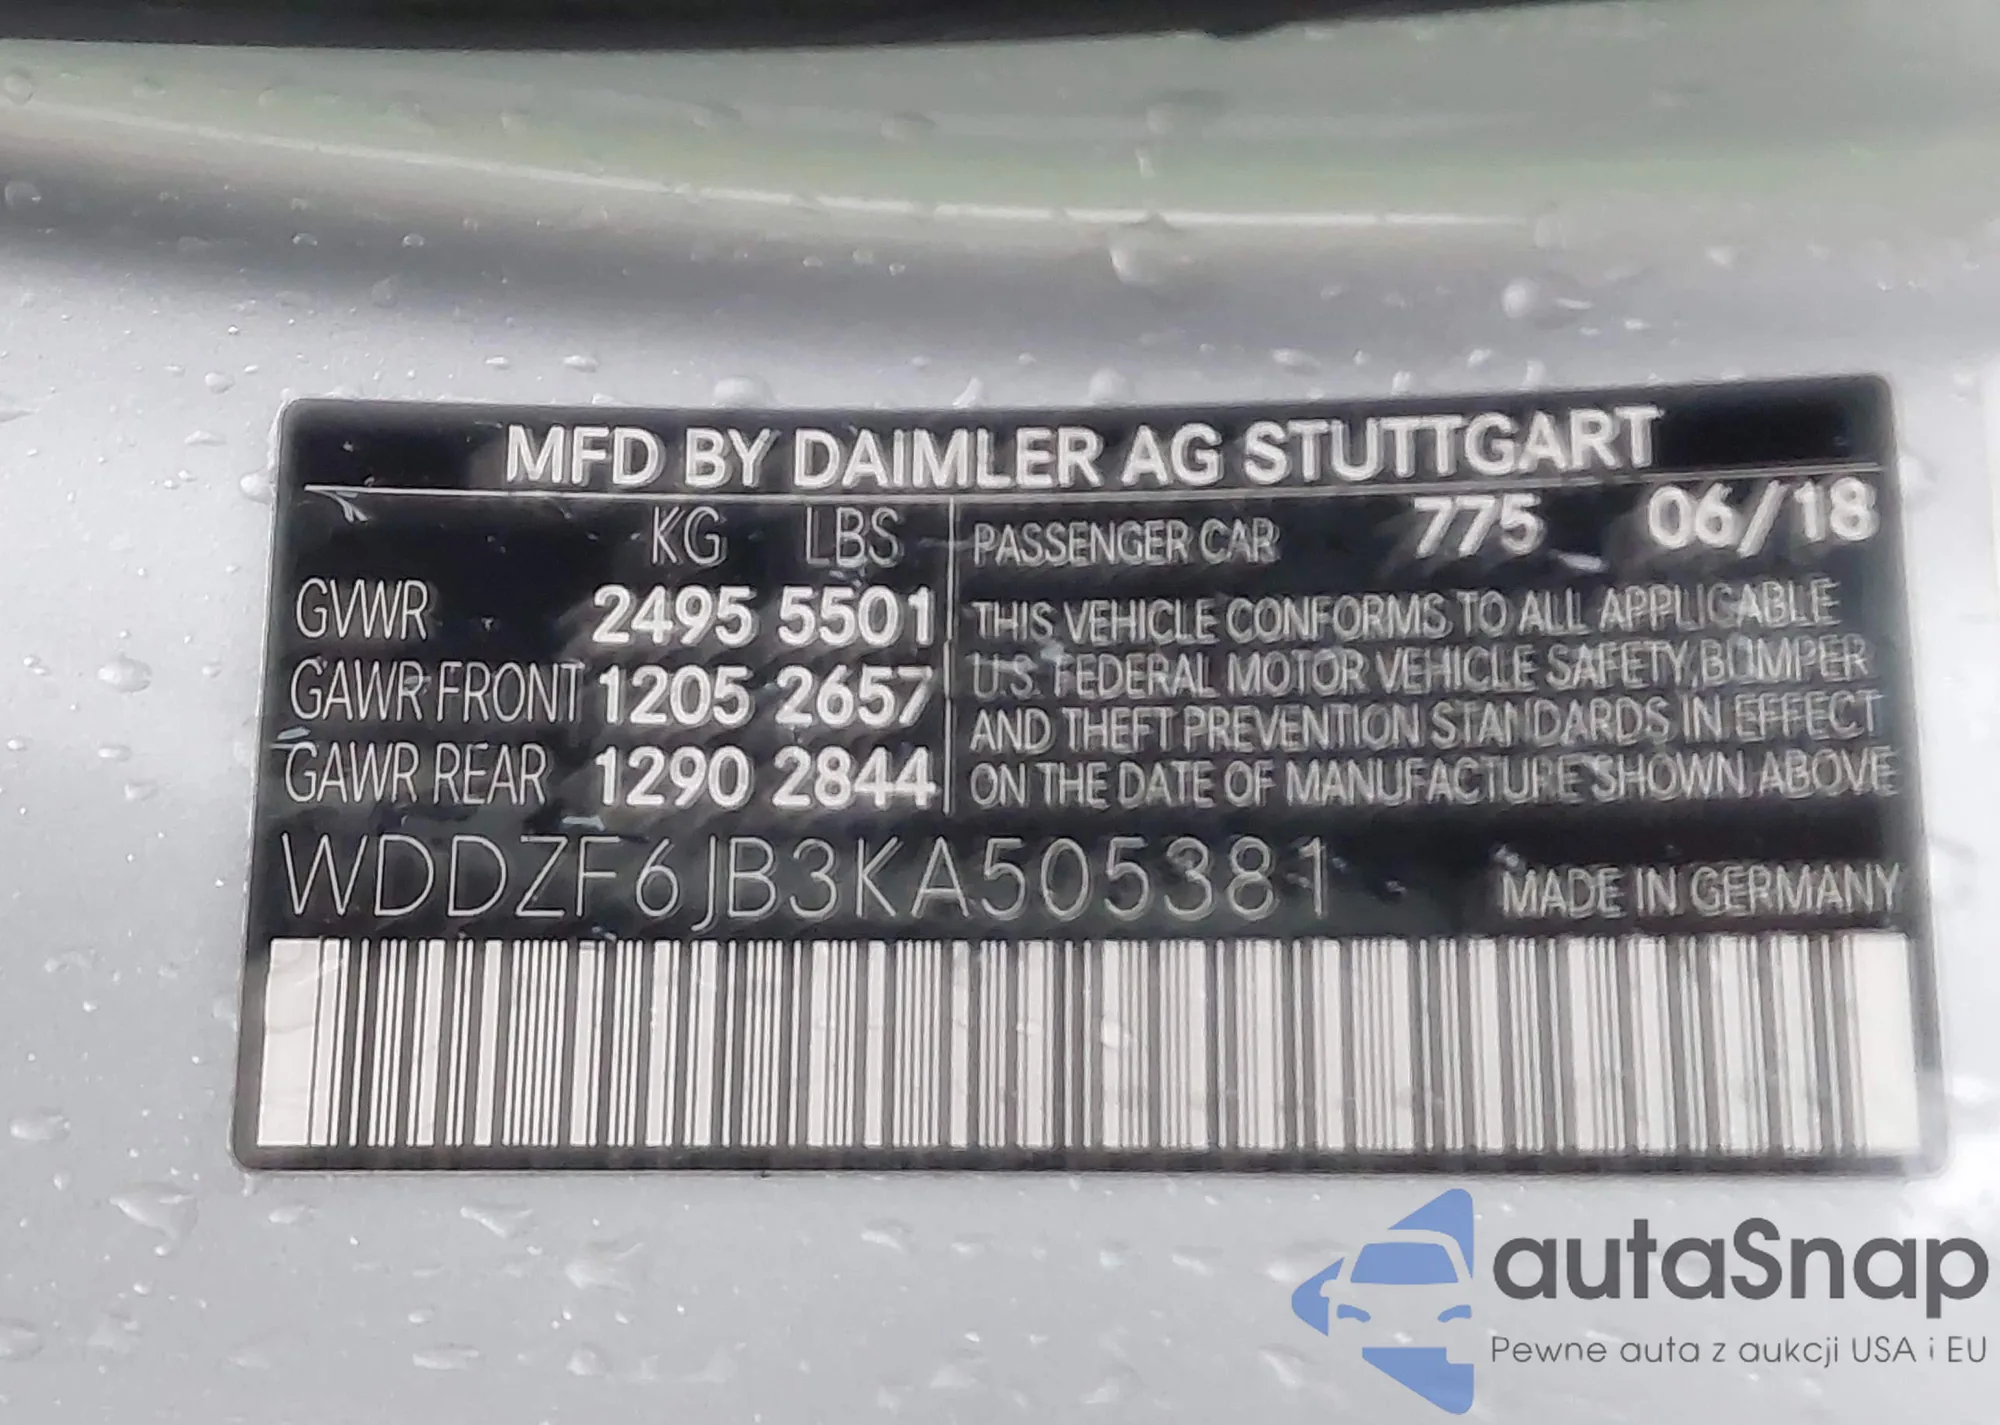 MFD BY DAIMLER AG STUTTGART
KG LBS
GVWR 2495 5501
GAWR FRONT 1205 2657
GAWR REAR 1290 2844
PASSENGER CAR 775 06/18
THIS VEHICLE CONFORMS TO ALL APPLICABLE
U.S. FEDERAL MOTOR VEHICLE SAFETY, BUMPER
AND THEFT PREVENTION STANDARDS IN EFFECT
ON THE DATE OF MANUFACTURE SHOWN ABOVE
WDDZF6JB3KA505381
MADE IN GERMANY
autaSnap
Pewne auta z aukcji USA i EU